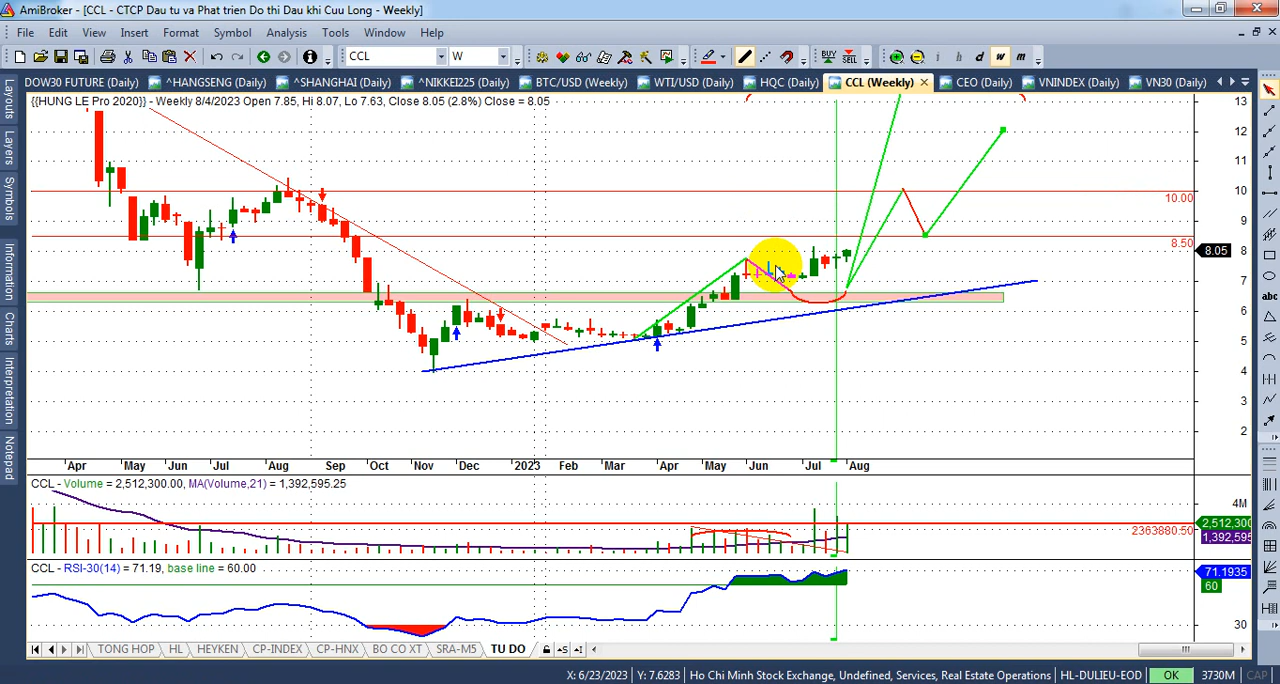 AmiBroker - [CCL - CTCP Dau tu va Phat trien Do thi Dau khi Cuu Long - Weekly]
File Edit View Insert Format Symbol Analysis Tools Window Help
CCL W BUY SELL i h d w m
DOW30 FUTURE (Daily) ^HANGSENG (Daily) ^SHANGHAI (Daily) ^NIKKEI225 (Daily) BTC/USD (Weekly) WTI/USD (Daily) HQC (Daily) CCL (Weekly) CEO (Daily) VNINDEX (Daily) VN30 (Daily)
{{HUNG LE Pro 2020}} - Weekly 8/4/2023 Open 7.85, Hi 8.07, Lo 7.63, Close 8.05 (2.8%) Close = 8.05
Layouts
Layers
Symbols
Information
Charts
Interpretation
Notepad
13
12
11
10
10.00
9
8.50
8
8.05
7
6
5
4
3
2
abc
Apr May Jun Jul Aug Sep Oct Nov Dec 2023 Feb Mar Apr May Jun Jul Aug
CCL - Volume = 2,512,300.00, MA(Volume,21) = 1,392,595.25
4M
2,512,300
2363880.50
1,392,595
CCL - RSI-30(14) = 71.19, base line = 60.00
71.1935
60
30
TONG HOP HL HEYKEN CP-INDEX CP-HNX BO CO XT SRA-M5 TU DO
X: 6/23/2023 Y: 7.6283 Ho Chi Minh Stock Exchange, Undefined, Services, Real Estate Operations HL-DULIEU-EOD OK 3730M CAP